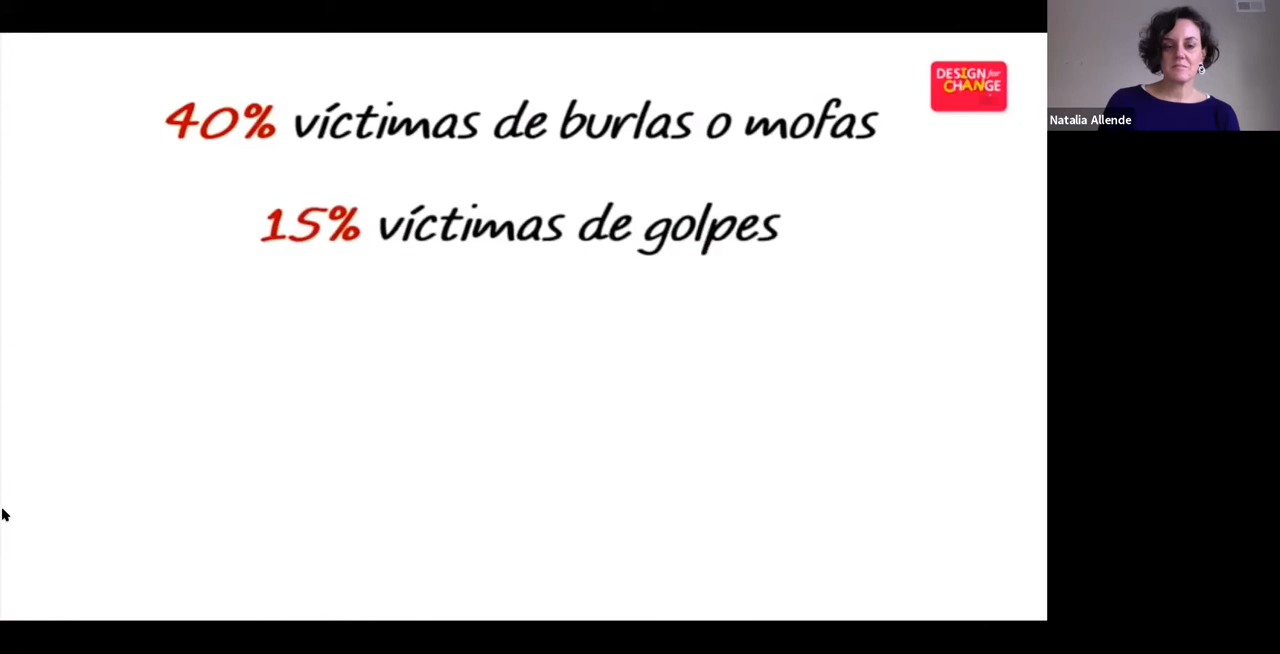 40% víctimas de burlas o mofas
15% víctimas de golpes
DESIGN for
CHANGE
Natalia Allende